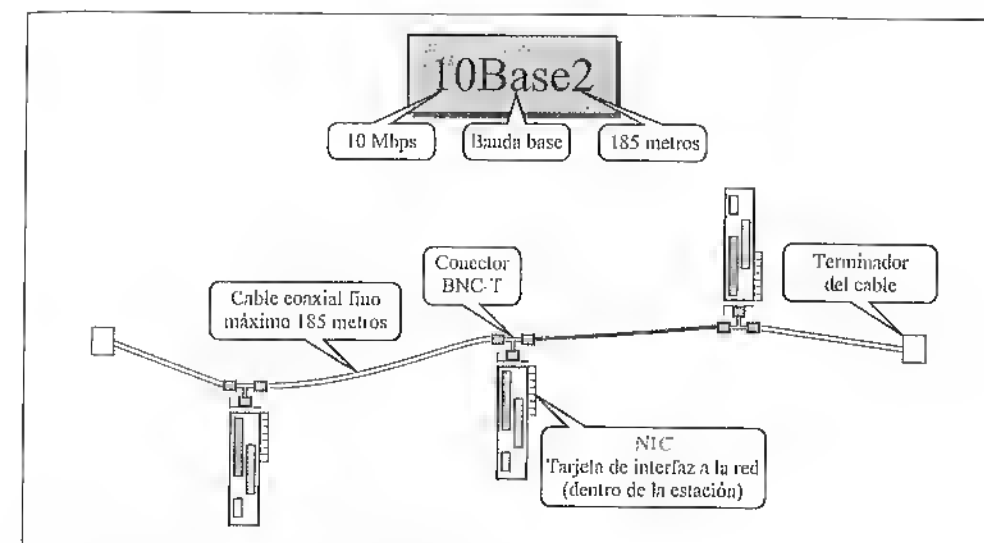 10Base2
10 Mbps
Banda base
185 metros
Conector
BNC-T
Terminador
del cable
Cable coaxial fino
máximo 185 metros
NIC
Tarjeta de interfaz a la red
(dentro de la estación)